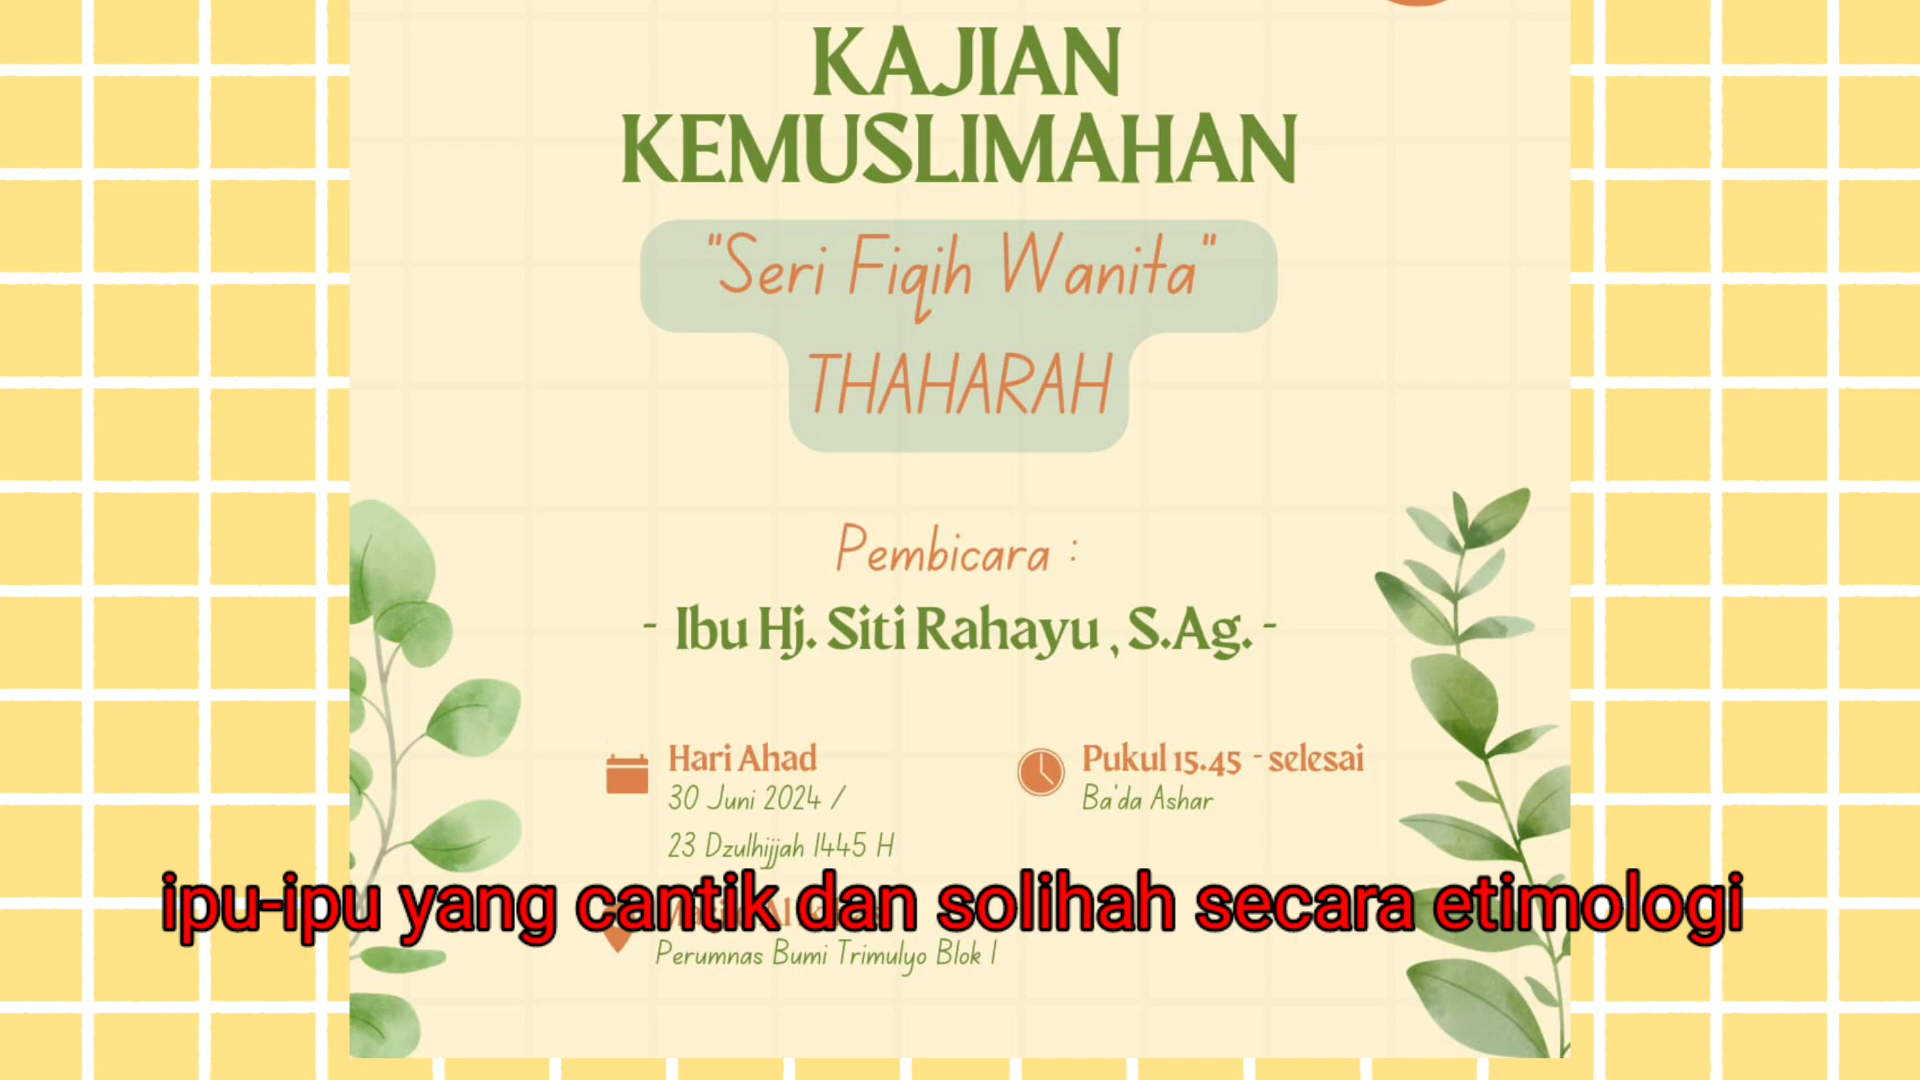 KAJIAN
KEMUSLIMAHAN
"Seri Fiqih Wanita"
THAHARAH
Pembicara :
- Ibu Hj. Siti Rahayu , S.Ag. -
Hari Ahad
30 Juni 2024 /
23 Dzulhijjah 1445 H
Pukul 15.45 - selesai
Ba'da Ashar
ipu-ipu yang cantik dan solihah secara etimologi
Perumnas Bumi Trimulyo Blok I